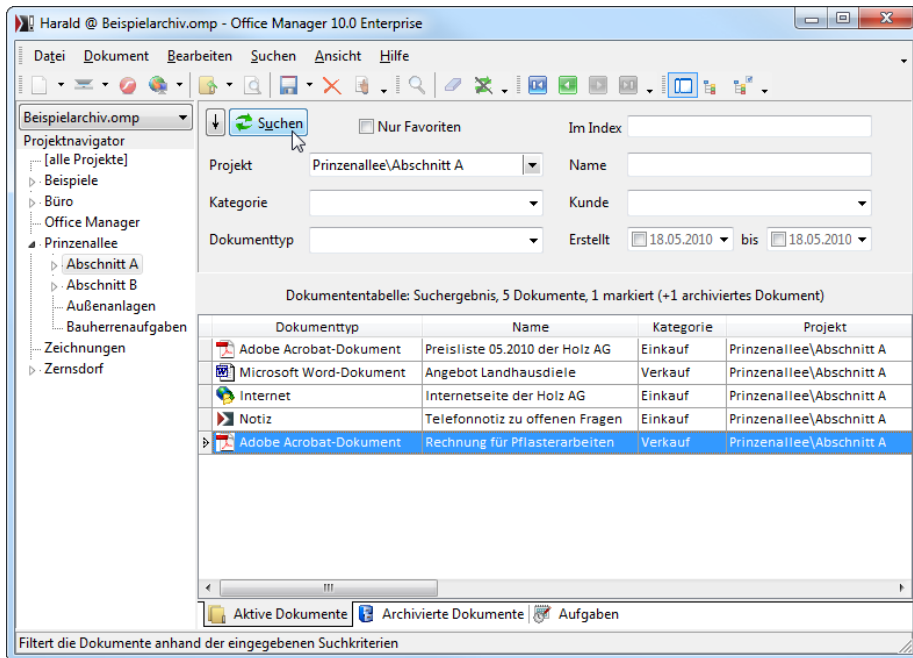 Harald @ Beispielarchiv.omp - Office Manager 10.0 Enterprise
Datei Dokument Bearbeiten Suchen Ansicht Hilfe
Beispielarchiv.omp
Projektnavigator
[alle Projekte]
Beispiele
Büro
Office Manager
Prinzenallee
Abschnitt A
Abschnitt B
Außenanlagen
Bauherrenaufgaben
Zeichnungen
Zernsdorf
Suchen Nur Favoriten Im Index
Projekt Prinzenallee\Abschnitt A Name
Kategorie Kunde
Dokumenttyp Erstellt 18.05.2010 bis 18.05.2010
Dokumententabelle: Suchergebnis, 5 Dokumente, 1 markiert (+1 archiviertes Dokument)
Dokumenttyp Name Kategorie Projekt
Adobe Acrobat-Dokument Preisliste 05.2010 der Holz AG Einkauf Prinzenallee\Abschnitt A
Microsoft Word-Dokument Angebot Landhausdiele Verkauf Prinzenallee\Abschnitt A
Internet Internetseite der Holz AG Einkauf Prinzenallee\Abschnitt A
Notiz Telefonnotiz zu offenen Fragen Einkauf Prinzenallee\Abschnitt A
Adobe Acrobat-Dokument Rechnung für Pflasterarbeiten Verkauf Prinzenallee\Abschnitt A
Aktive Dokumente Archivierte Dokumente Aufgaben
Filtert die Dokumente anhand der eingegebenen Suchkriterien